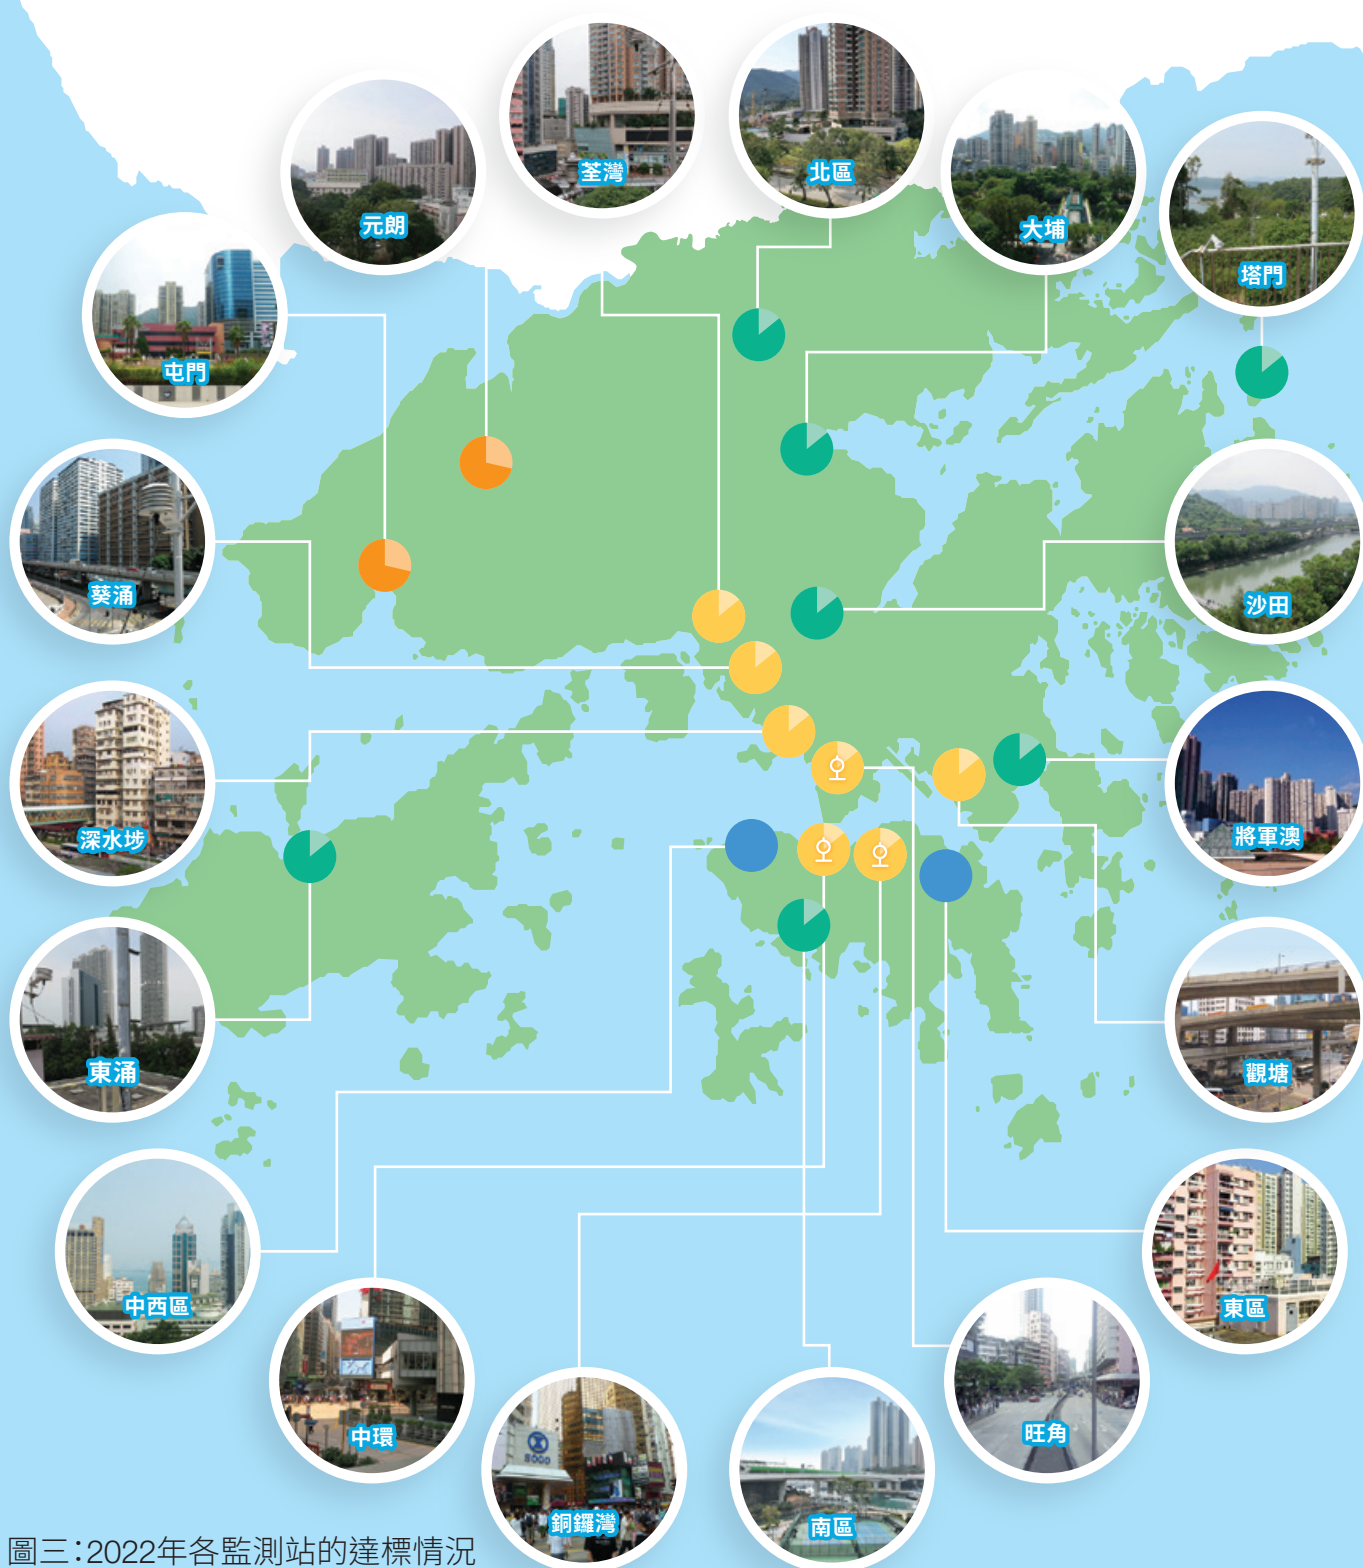 荃灣
北區
元朗
大埔
塔門
屯門
葵涌
沙田
深水埗
將軍澳
東涌
觀塘
中西區
東區
中環
旺角
SOGO
銅鑼灣
南區
圖三：2022年各監測站的達標情況